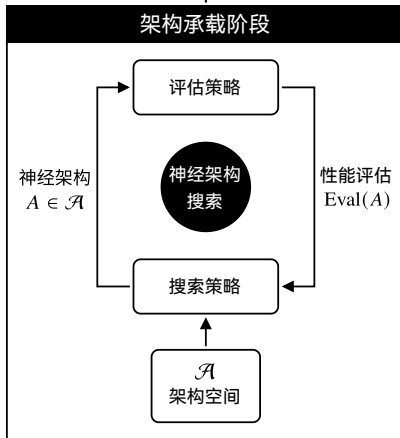 架构承载阶段
评估策略
神经架构
A ∈ 𝒜
神经架构
搜索
性能评估
Eval(A)
搜索策略
𝒜
架构空间